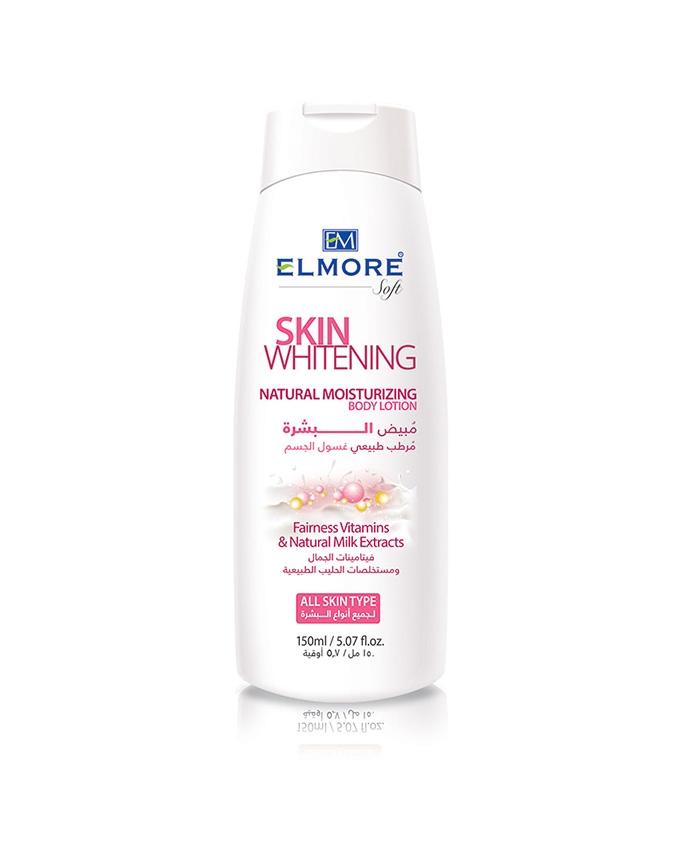 EM
ELMORE®
Soft
SKIN
WHITENING
NATURAL MOISTURIZING
BODY LOTION
مُبيض الـــــــبشرة
مُرطب طبيعي غسول الجسم
Fairness Vitamins
& Natural Milk Extracts
فيتامينات الجمال
ومستخلصات الحليب الطبيعية
ALL SKIN TYPE
لجميع أنواع الـبشرة
150ml / 5.07 fl.oz.
١٥٠ مل / ٥٫٧ أوقية